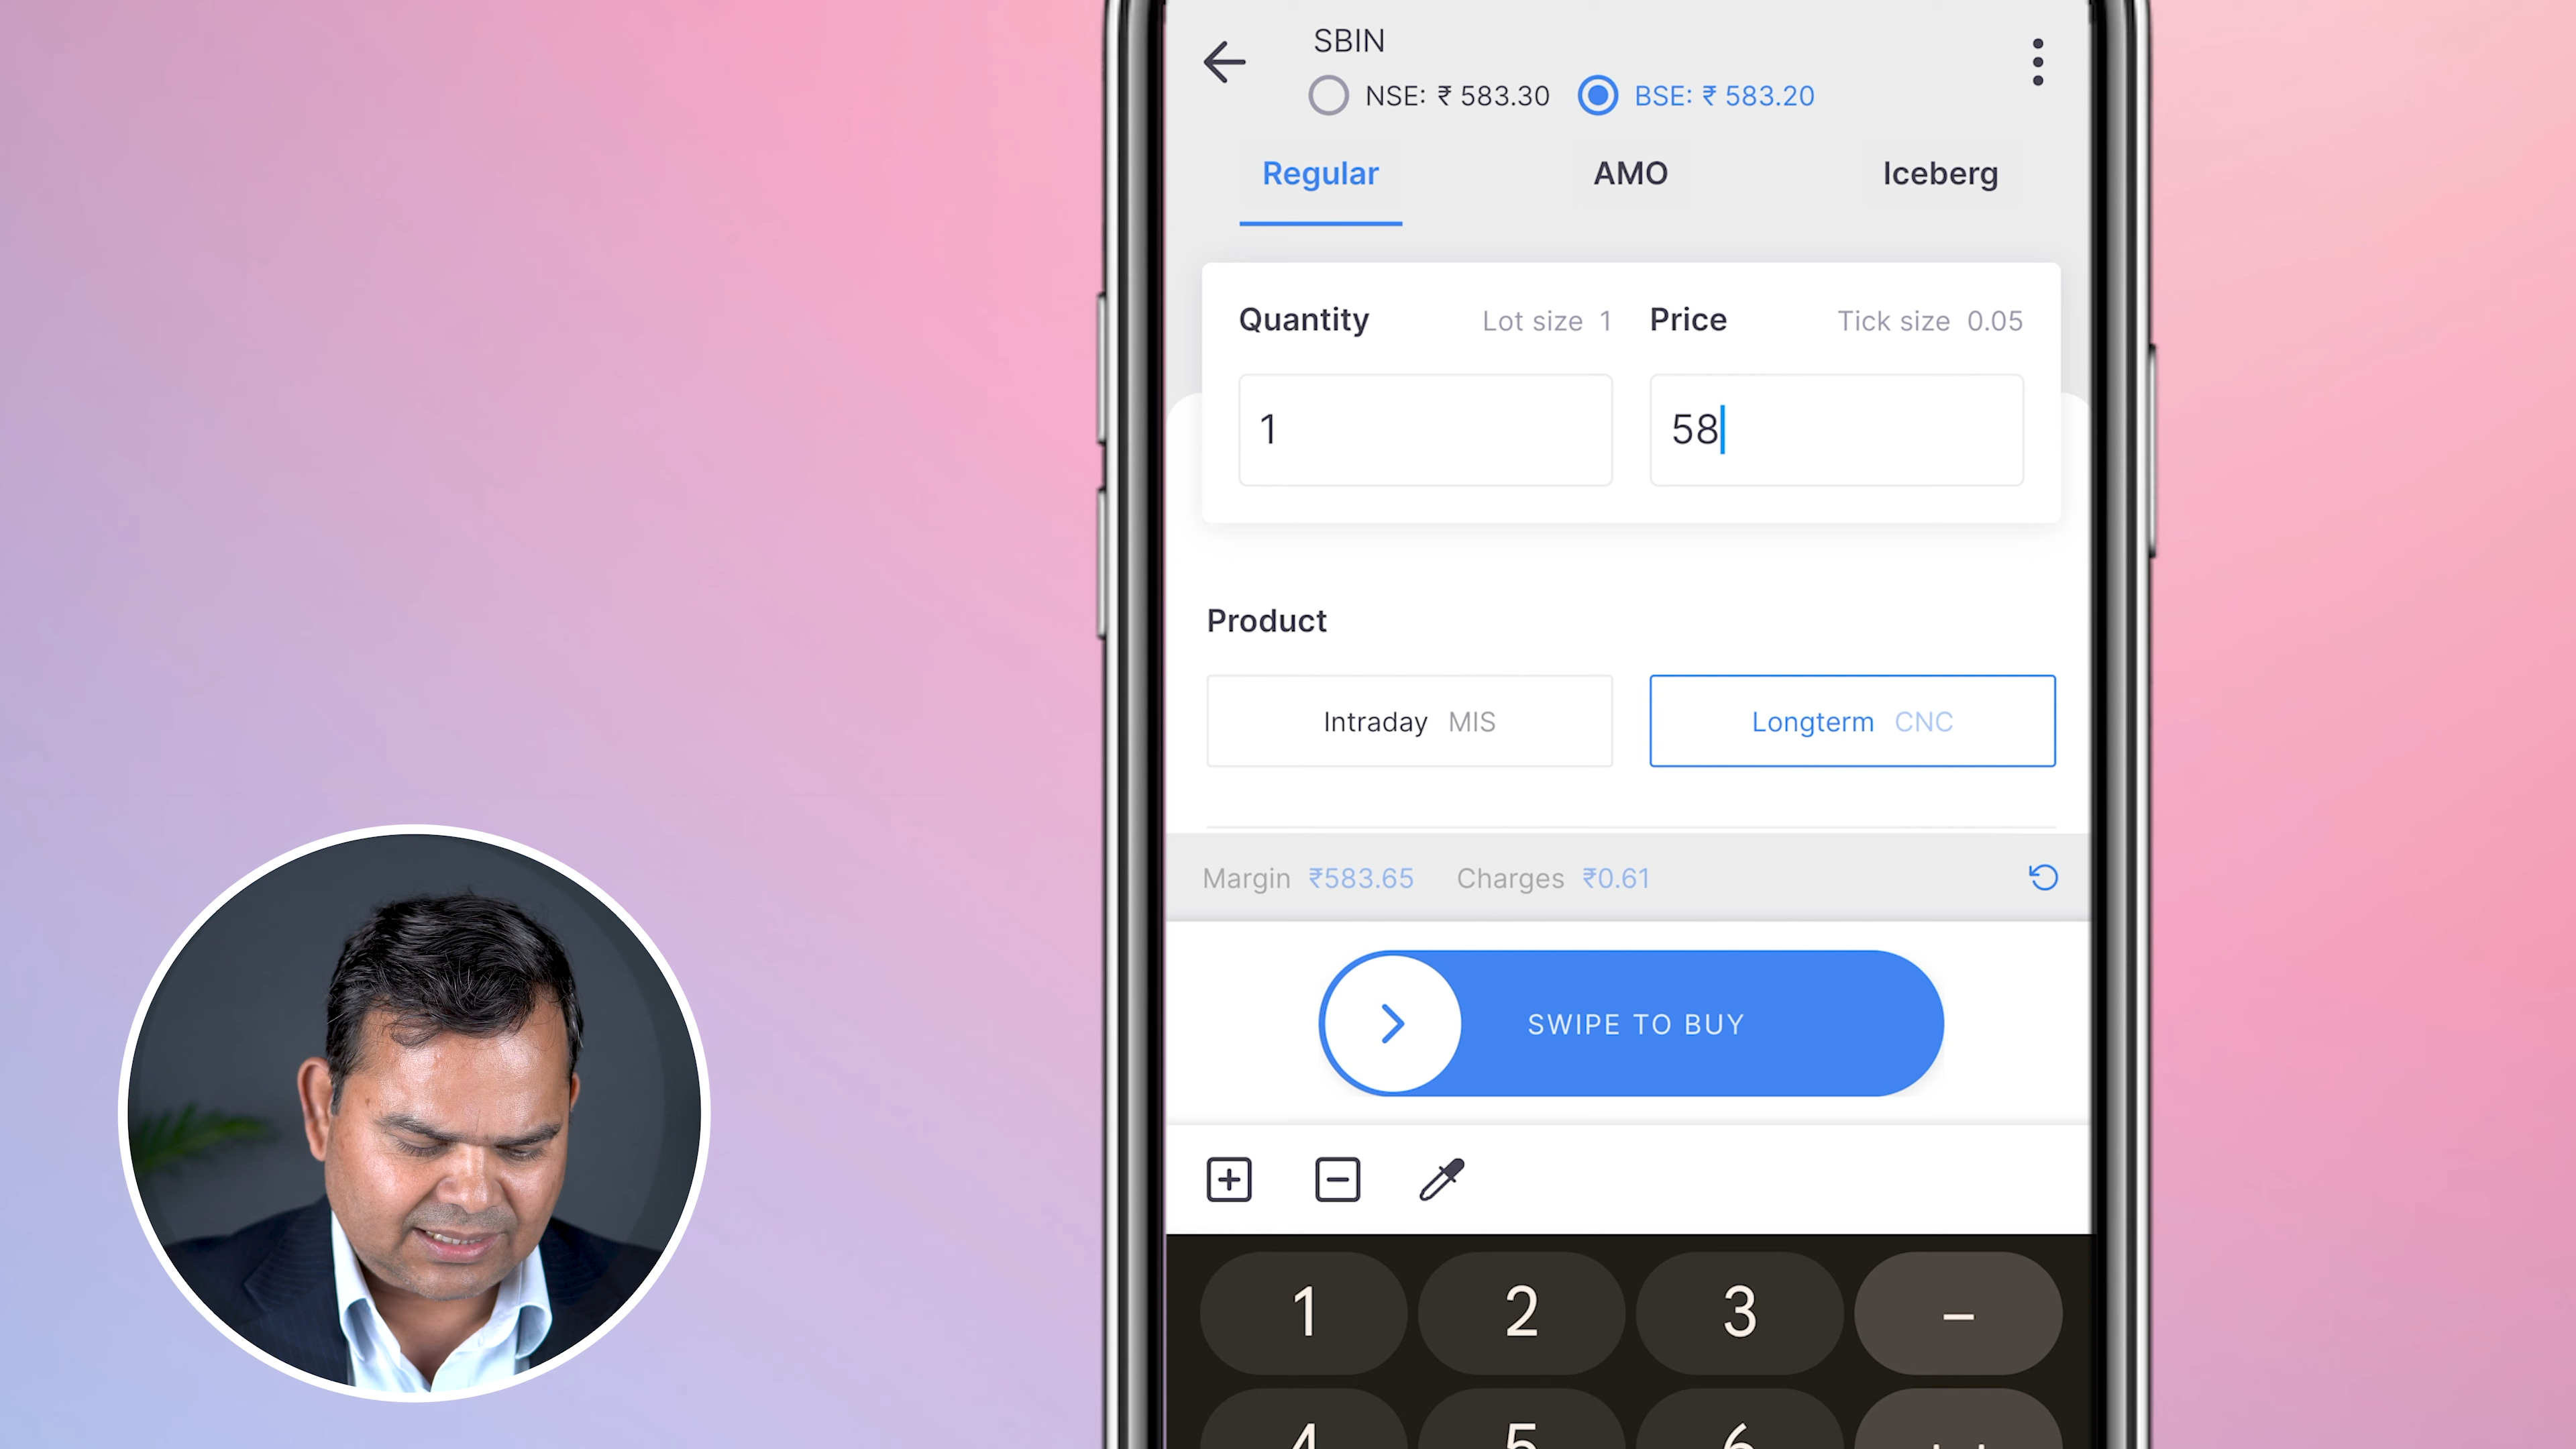 SBIN
NSE: ₹ 583.30 BSE: ₹ 583.20
Regular AMO Iceberg
Quantity Lot size 1 Price Tick size 0.05
1 58
Product
Intraday MIS Longterm CNC
Margin ₹583.65 Charges ₹0.61
SWIPE TO BUY
1 2 3 –
4 5 6